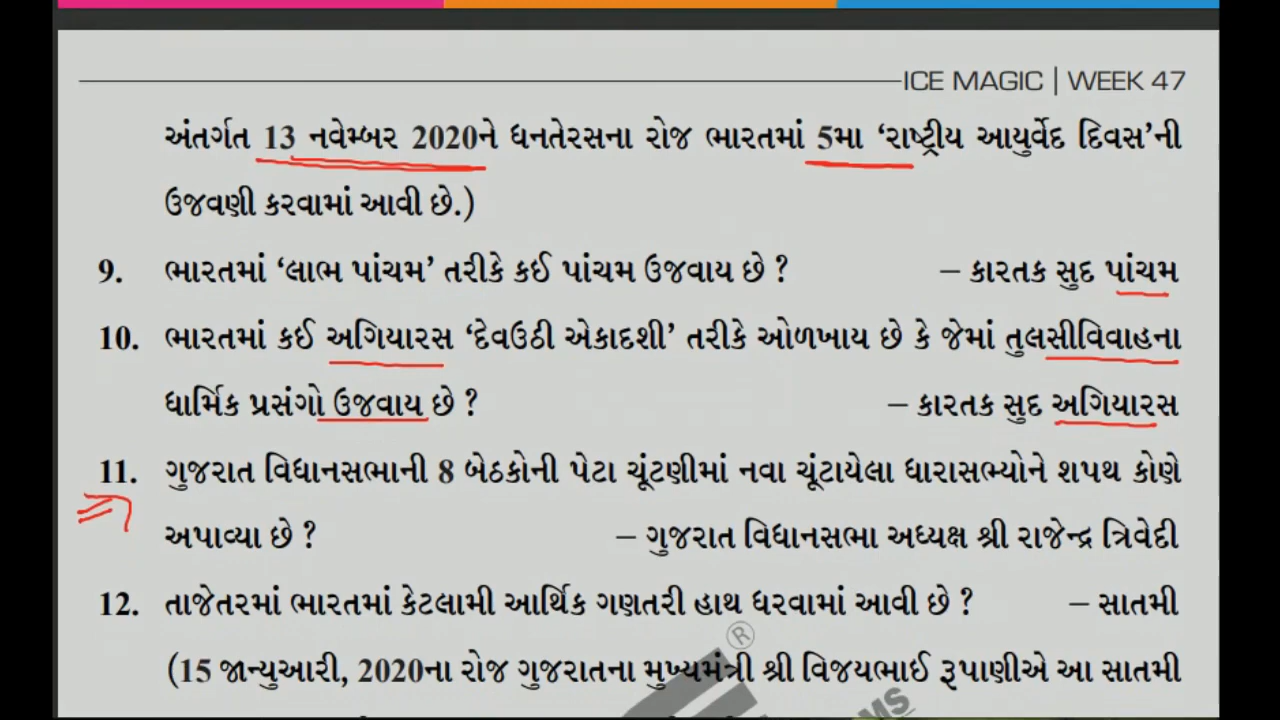 ICE MAGIC | WEEK 47
અંતર્ગત 13 નવેમ્બર 2020ને ધનતેરસના રોજ ભારતમાં 5મા ‘રાષ્ટ્રીય આયુર્વેદ દિવસ’ની
ઉજવણી કરવામાં આવી છે.)
9. ભારતમાં ‘લાભ પાંચમ’ તરીકે કઈ પાંચમ ઉજવાય છે ? – કારતક સુદ પાંચમ
10. ભારતમાં કઈ અગિયારસ ‘દેવઉઠી એકાદશી’ તરીકે ઓળખાય છે કે જેમાં તુલસીવિવાહના
ધાર્મિક પ્રસંગો ઉજવાય છે ? – કારતક સુદ અગિયારસ
11. ગુજરાત વિધાનસભાની 8 બેઠકોની પેટા ચૂંટણીમાં નવા ચૂંટાયેલા ધારાસભ્યોને શપથ કોણે
અપાવ્યા છે ? – ગુજરાત વિધાનસભા અધ્યક્ષ શ્રી રાજેન્દ્ર ત્રિવેદી
12. તાજેતરમાં ભારતમાં કેટલામી આર્થિક ગણતરી હાથ ધરવામાં આવી છે ? – સાતમી
®
(15 જાન્યુઆરી, 2020ના રોજ ગુજરાતના મુખ્યમંત્રી શ્રી વિજયભાઈ રૂપાણીએ આ સાતમી